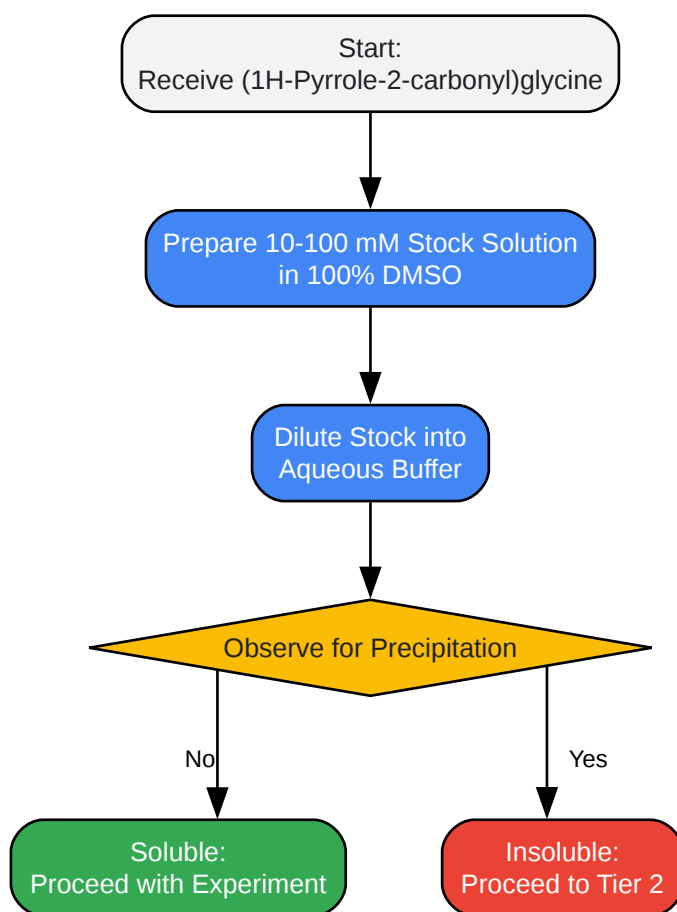 Start:
Receive (1H-Pyrrole-2-carbonyl)glycine
Prepare 10-100 mM Stock Solution
in 100% DMSO
Dilute Stock into
Aqueous Buffer
Observe for Precipitation
No
Yes
Soluble:
Proceed with Experiment
Insoluble:
Proceed to Tier 2